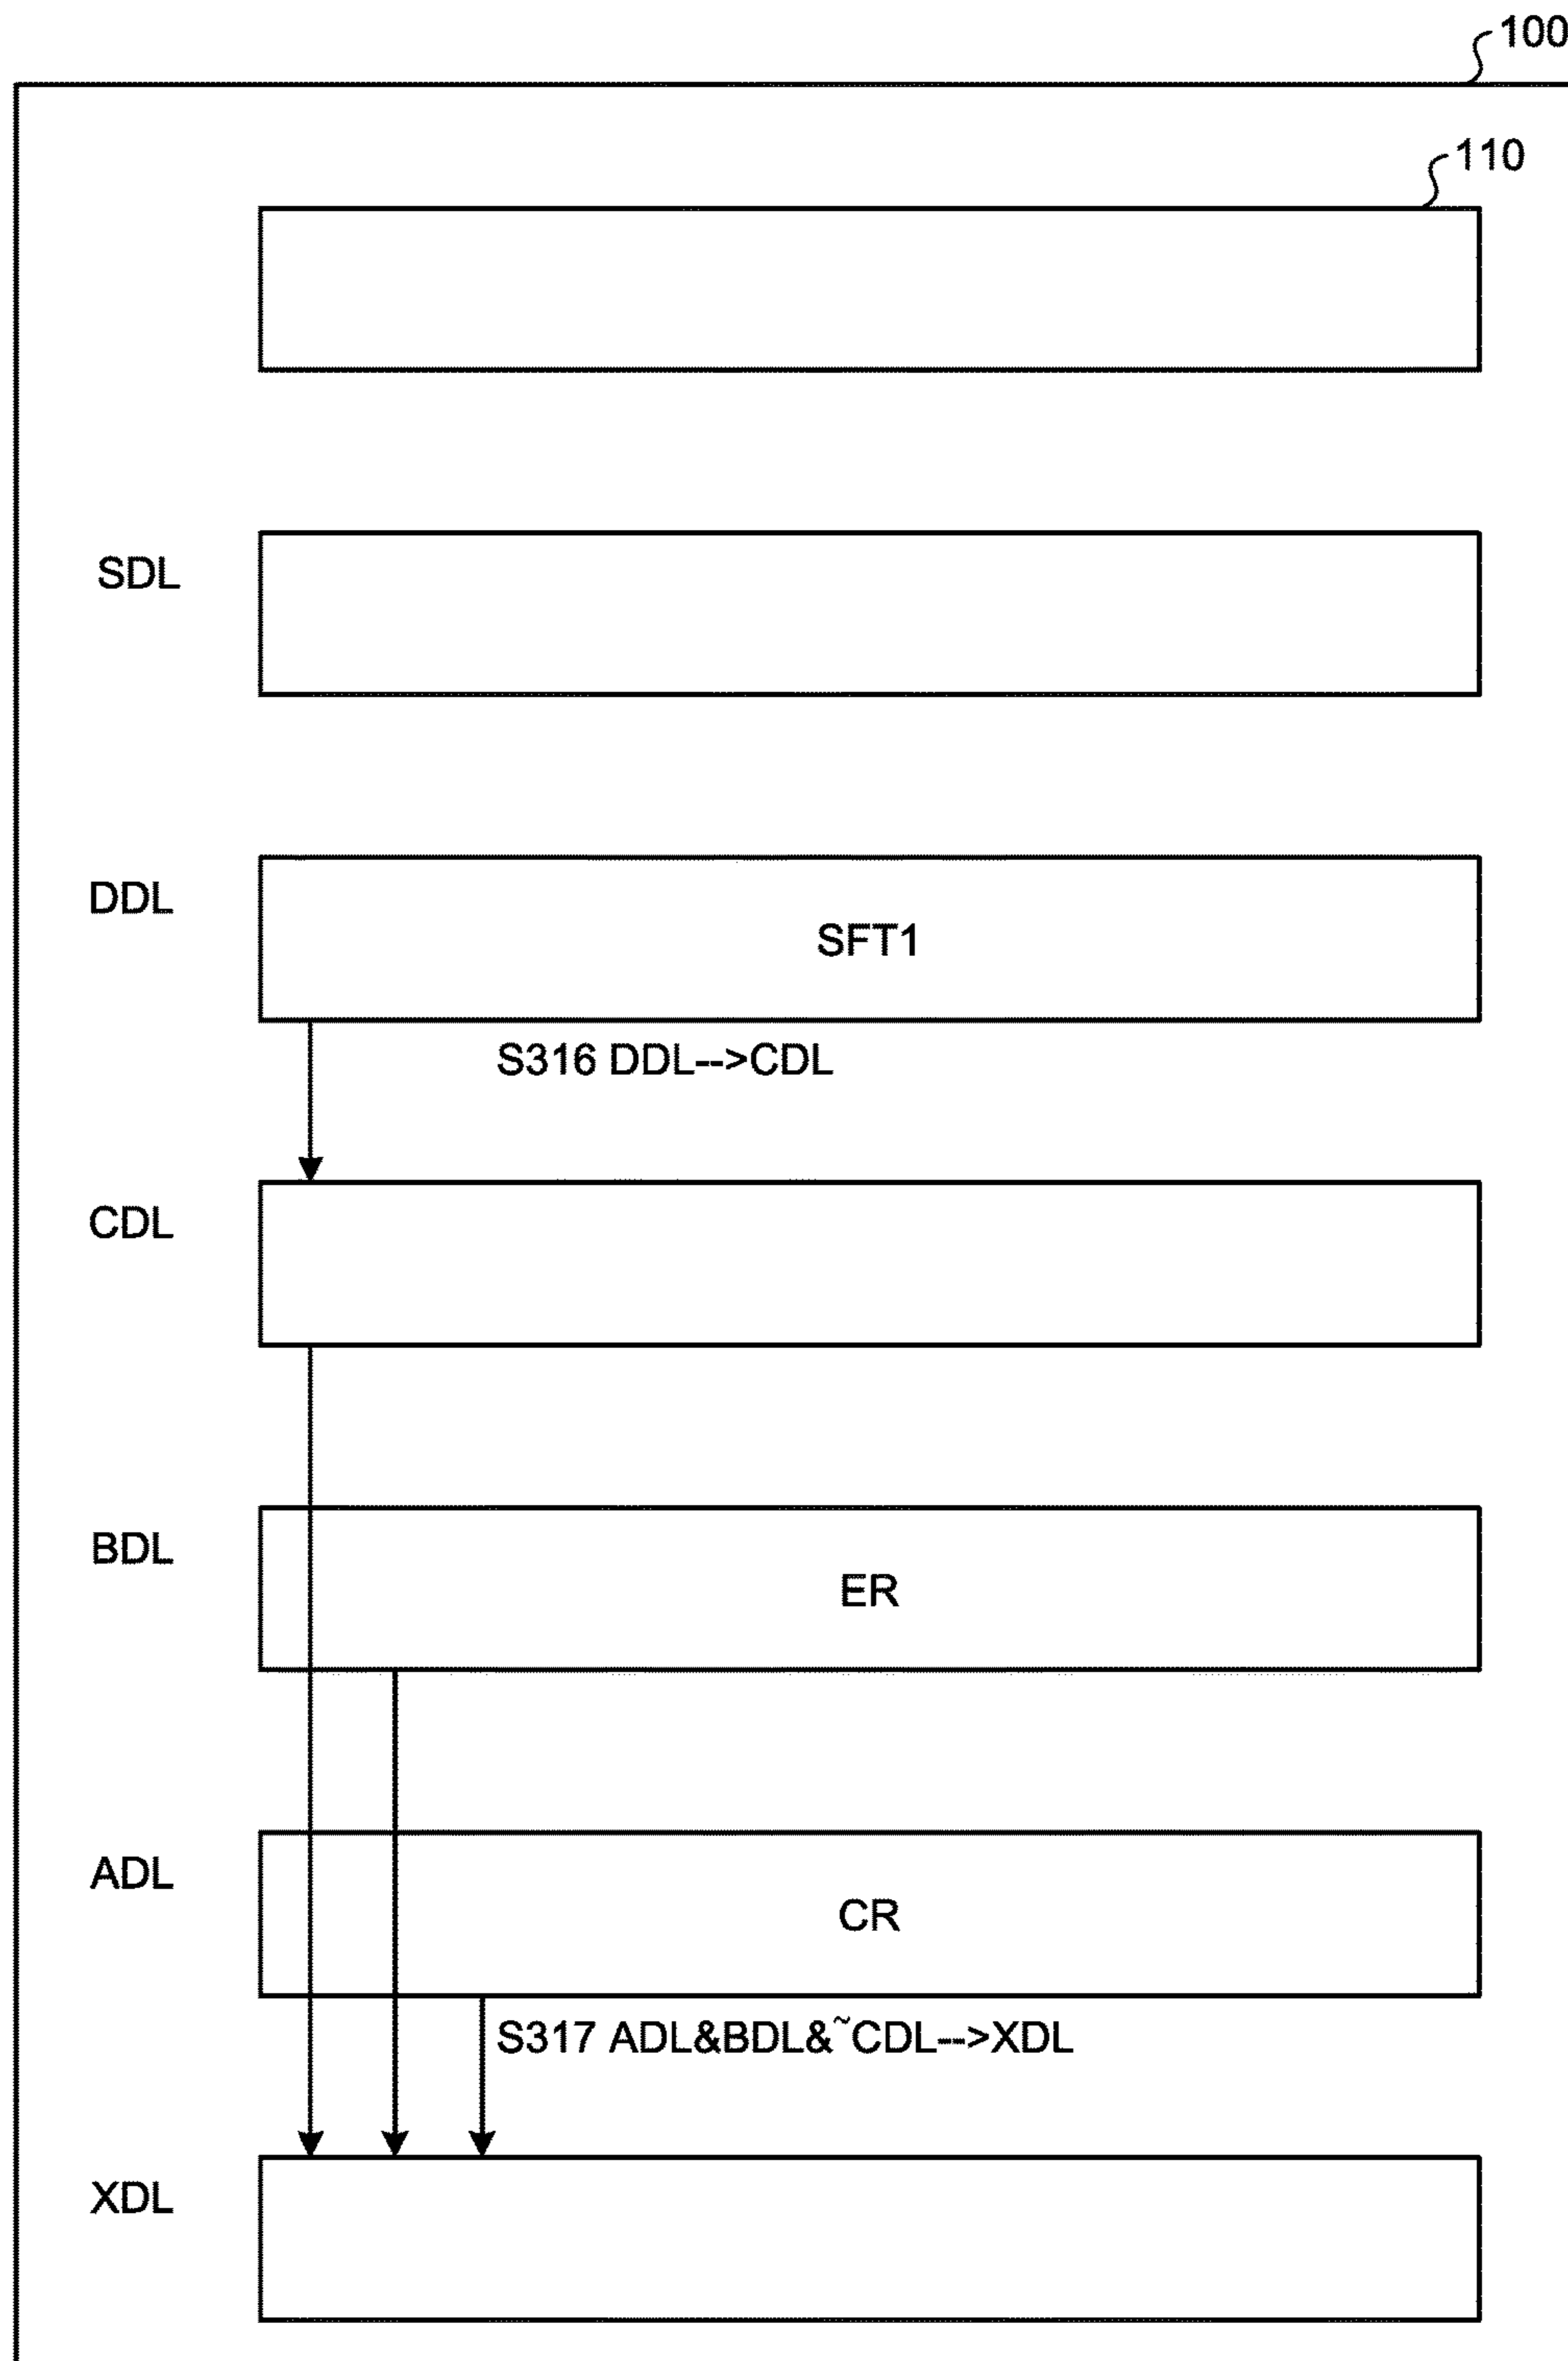 100
110
SDL
DDL
SFT1
S316 DDL-->CDL
CDL
BDL
ER
ADL
CR
S317 ADL&BDL&~CDL-->XDL
XDL